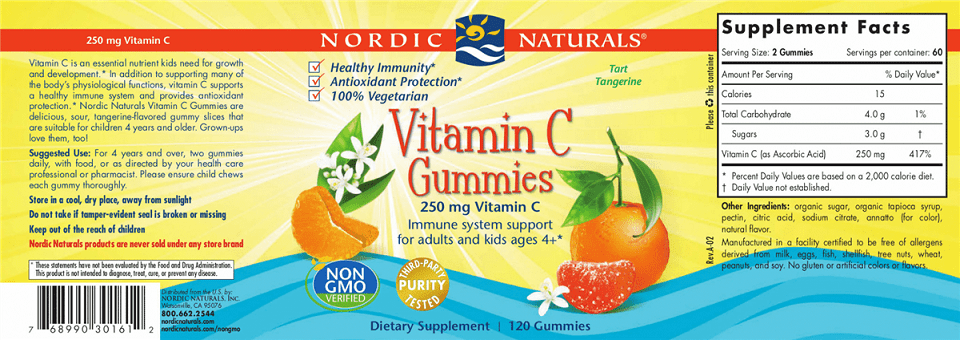 250 mg Vitamin C
Vitamin C is an essential nutrient kids need for growth
and development.* In addition to supporting many of
the body's physiological functions, vitamin C supports
a healthy immune system and provides antioxidant
protection.* Nordic Naturals Vitamin C Gummies are
delicious, sour, tangerine-flavored gummy slices that
are suitable for children 4 years and older. Grown-ups
love them, too!
Suggested Use: For 4 years and over, two gummies
daily, with food, or as directed by your health care
professional or pharmacist. Please ensure child chews
each gummy thoroughly.
Store in a cool, dry place, away from sunlight
Do not take if tamper-evident seal is broken or missing
Keep out of the reach of children
Nordic Naturals products are never sold under any store brand
* These statements have not been evaluated by the Food and Drug Administration.
This product is not intended to diagnose, treat, cure, or prevent any disease.
7 68990 30161 2
Distributed from the U.S. by:
NORDIC NATURALS, INC.
Watsonville, CA 95076
800.662.2544
nordicnaturals.com
nordicnaturals.com/nongmo
NORDIC NATURALS®
Healthy Immunity*
Antioxidant Protection*
100% Vegetarian
Tart
Tangerine
Vitamin C
Gummies
250 mg Vitamin C
Immune system support
for adults and kids ages 4+*
NON
GMO
VERIFIED
THIRD-PARTY
PURITY
TESTED
Dietary Supplement | 120 Gummies
Please ♻ this container
Rev.A-02
Supplement Facts
Serving Size: 2 Gummies Servings per container: 60
Amount Per Serving % Daily Value*
Calories 15
Total Carbohydrate 4.0 g 1%
Sugars 3.0 g †
Vitamin C (as Ascorbic Acid) 250 mg 417%
* Percent Daily Values are based on a 2,000 calorie diet.
† Daily Value not established.
Other Ingredients: organic sugar, organic tapioca syrup,
pectin, citric acid, sodium citrate, annatto (for color),
natural flavor.
Manufactured in a facility certified to be free of allergens
derived from milk, eggs, fish, shellfish, tree nuts, wheat,
peanuts, and soy. No gluten or artificial colors or flavors.